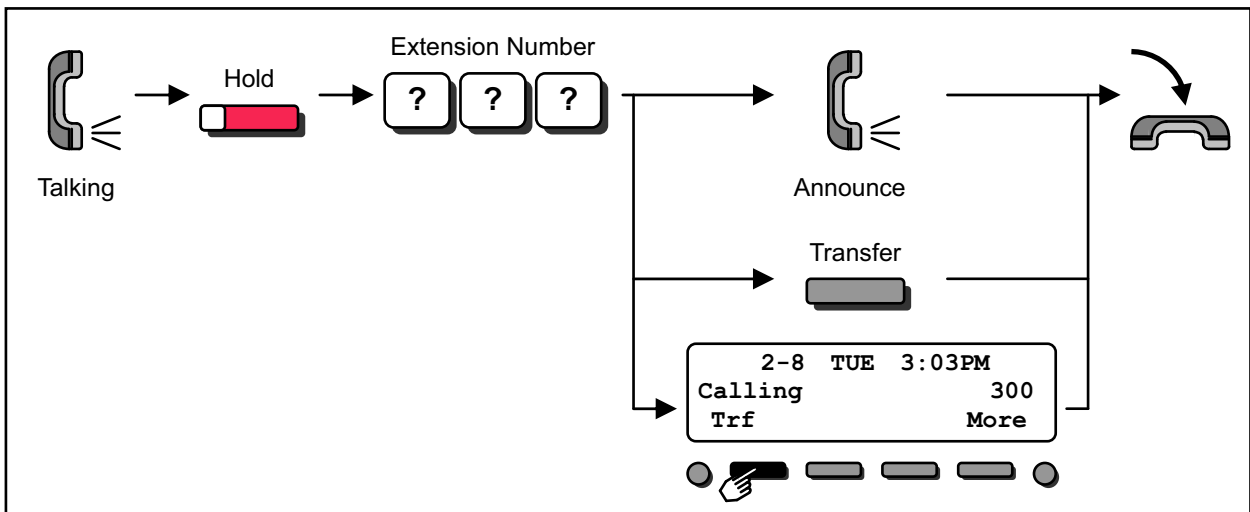 Extension Number
Hold
? ? ?
Talking
Announce
Transfer
2-8 TUE 3:03PM
Calling 300
Trf More